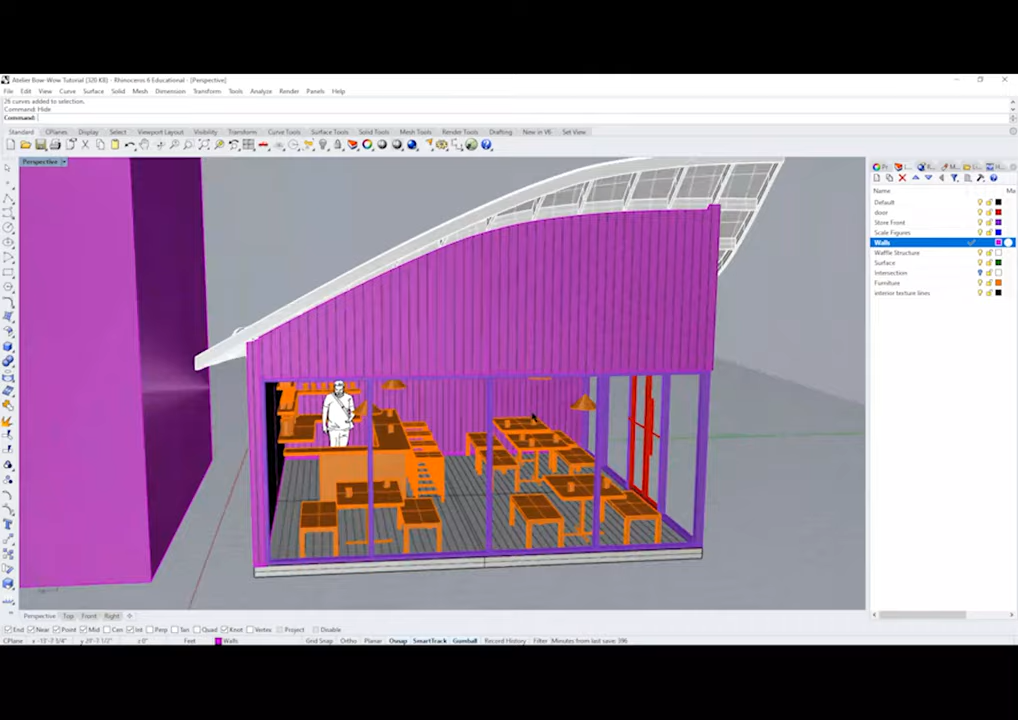 Atelier Bow-Wow Tutorial (320 KB) - Rhinoceros 6 Educational - [Perspective]
File Edit View Curve Surface Solid Mesh Dimension Transform Tools Analyze Render Panels Help
26 curves added to selection.
Command: Hide
Command:
Standard CPlanes Display Select Viewport Layout Visibility Transform Curve Tools Surface Tools Solid Tools Mesh Tools Render Tools Drafting New in V6 Set View
Perspective
Name Ma
Default
door
Store Front
Scale Figures
Walls
Waffle Structure
Surface
Intersection
Furniture
interior texture lines
Perspective Top Front Right
End Near Point Mid Cen Int Perp Tan Quad Knot Vertex Project Disable
CPlane Feet Walls Grid Snap Ortho Planar Osnap SmartTrack Gumball Record History Filter Minutes from last save: 396